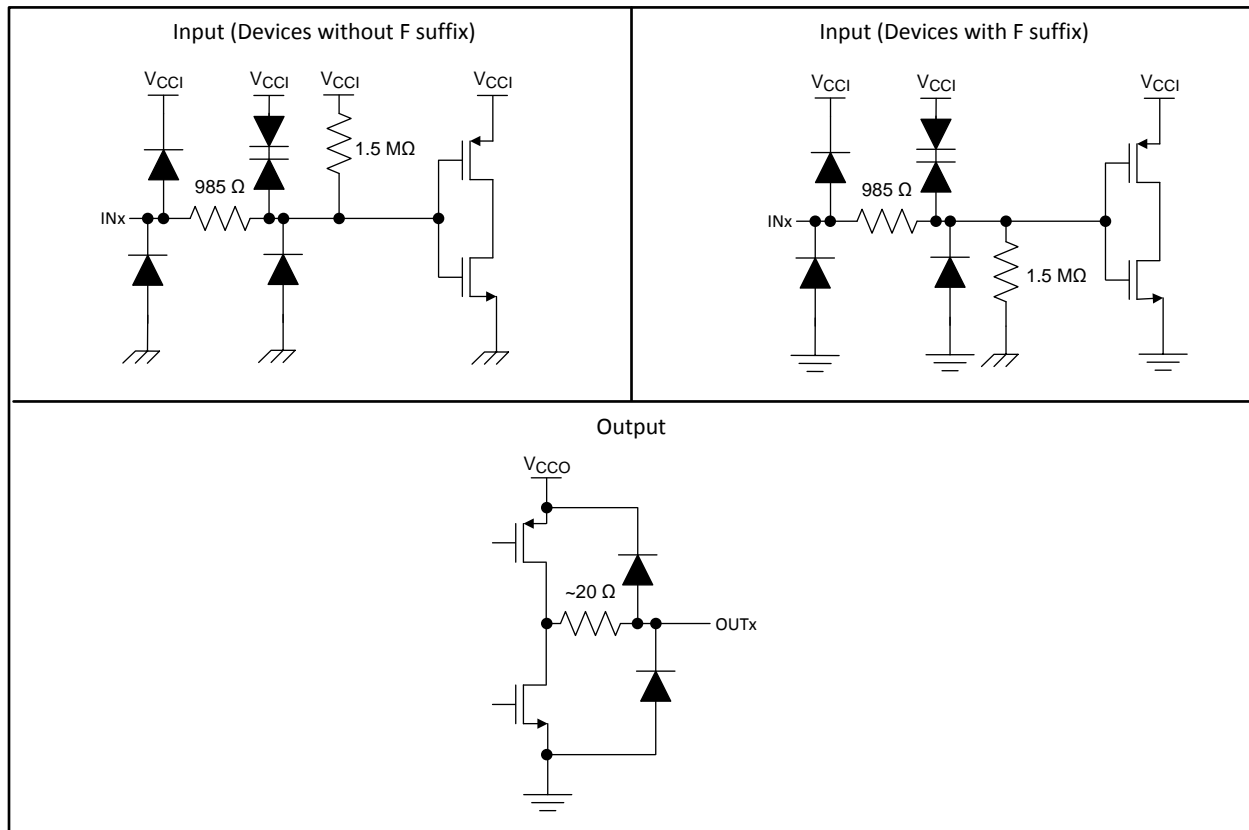 Input (Devices without F suffix)
VCCI VCCI VCCI VCCI
1.5 MΩ
985 Ω
INx
Input (Devices with F suffix)
VCCI VCCI VCCI
985 Ω
INx
1.5 MΩ
Output
VCCO
~20 Ω
OUTx